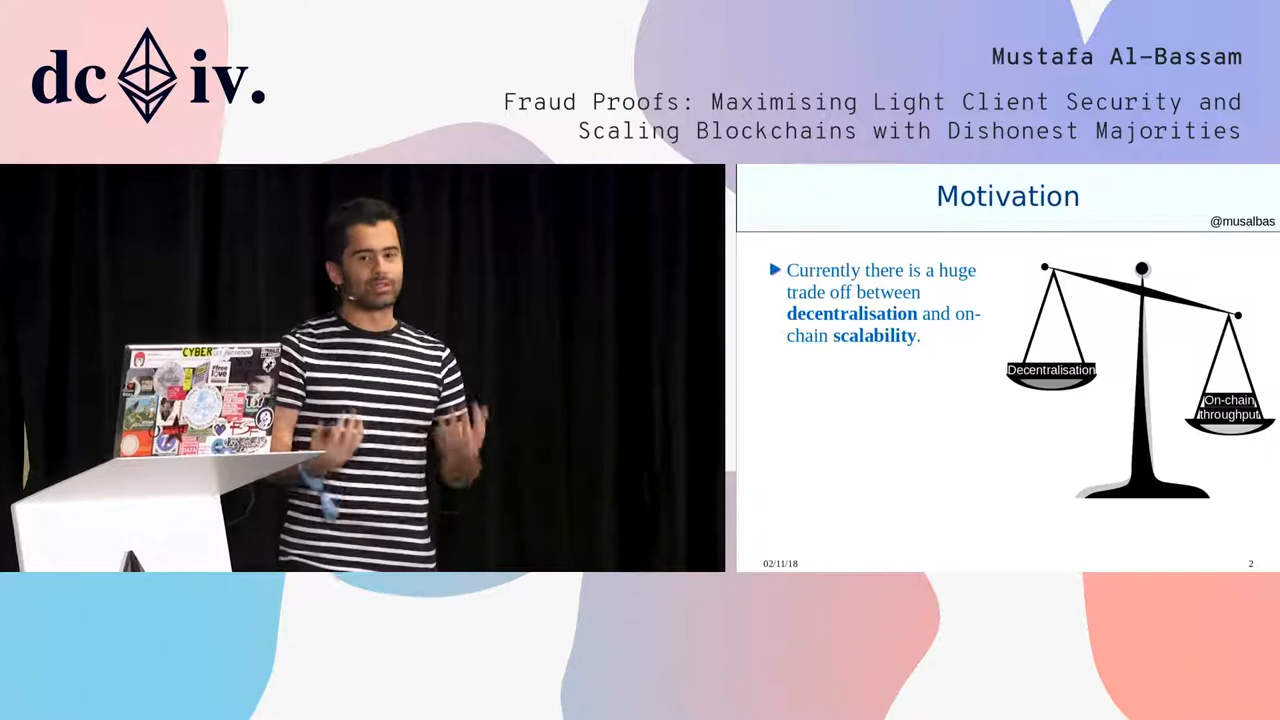 dc iv.
Mustafa Al-Bassam
Fraud Proofs: Maximising Light Client Security and
Scaling Blockchains with Dishonest Majorities
Motivation
@musalbas
Currently there is a huge
trade off between
decentralisation and on-
chain scalability.
Decentralisation
On-chain
throughput
02/11/18
2
CYBER
#free
love